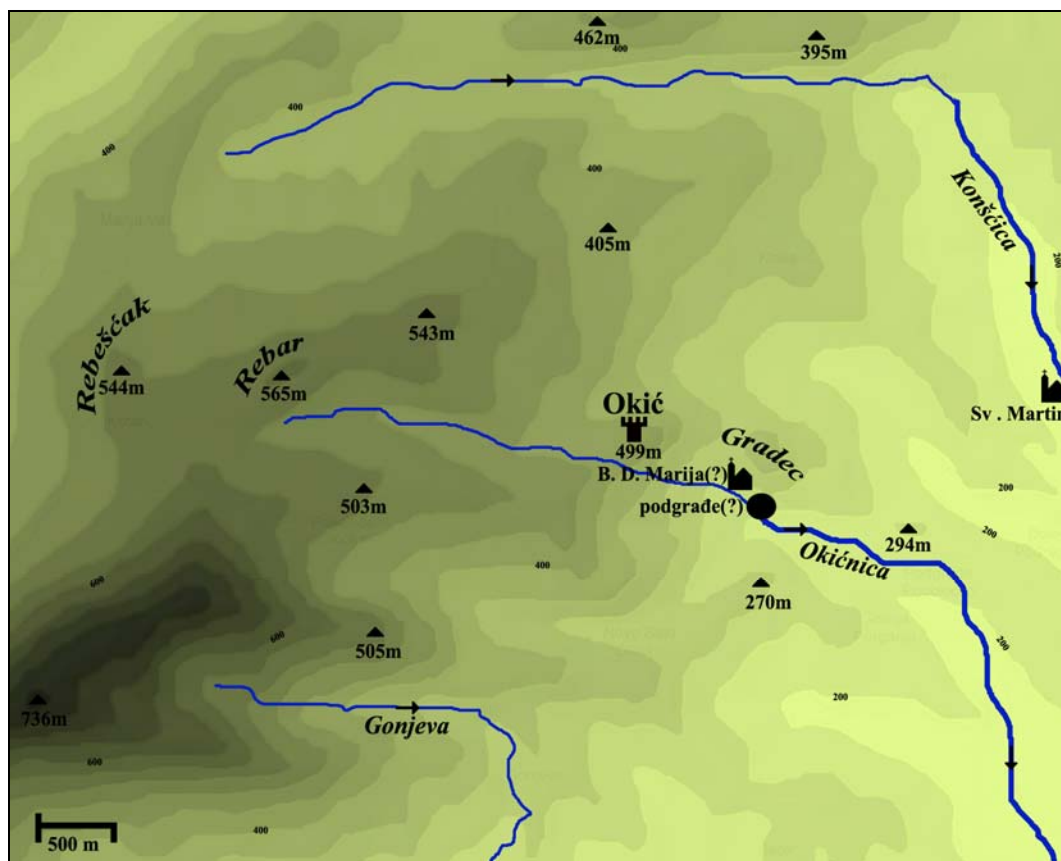 462m
400
395m
400
400
400
Konšćica
405m
200
Rebešćak
544m
Rebar
565m
543m
Okić
499m
Sv . Martin
Gradec
B. D. Marija(?)
podgrađe(?)
503m
200
200
294m
Okićnica
400
270m
600
600
505m
200
200
736m
Gonjeva
600
400
500 m